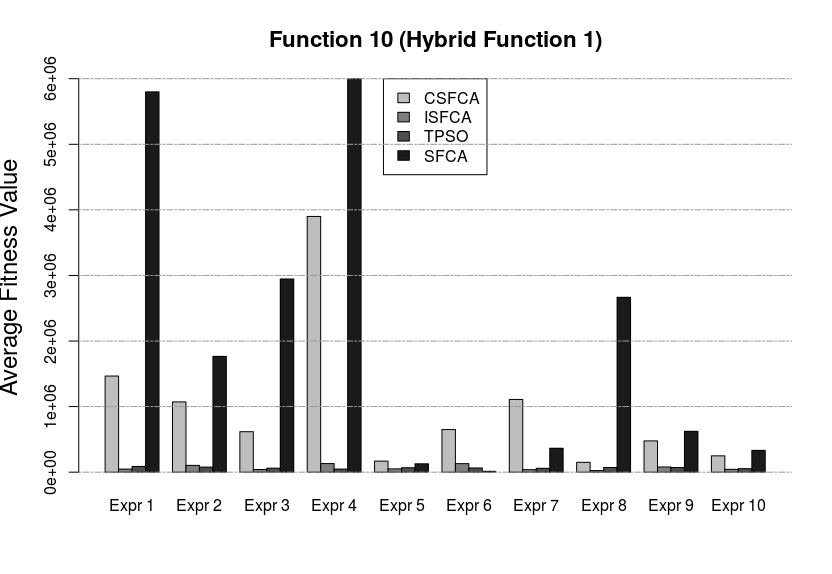 Function 10 (Hybrid Function 1)
Average Fitness Value
6e+06
5e+06
4e+06
3e+06
2e+06
1e+06
0e+00
CSFCA
ISFCA
TPSO
SFCA
Expr 1 Expr 2 Expr 3 Expr 4 Expr 5 Expr 6 Expr 7 Expr 8 Expr 9 Expr 10